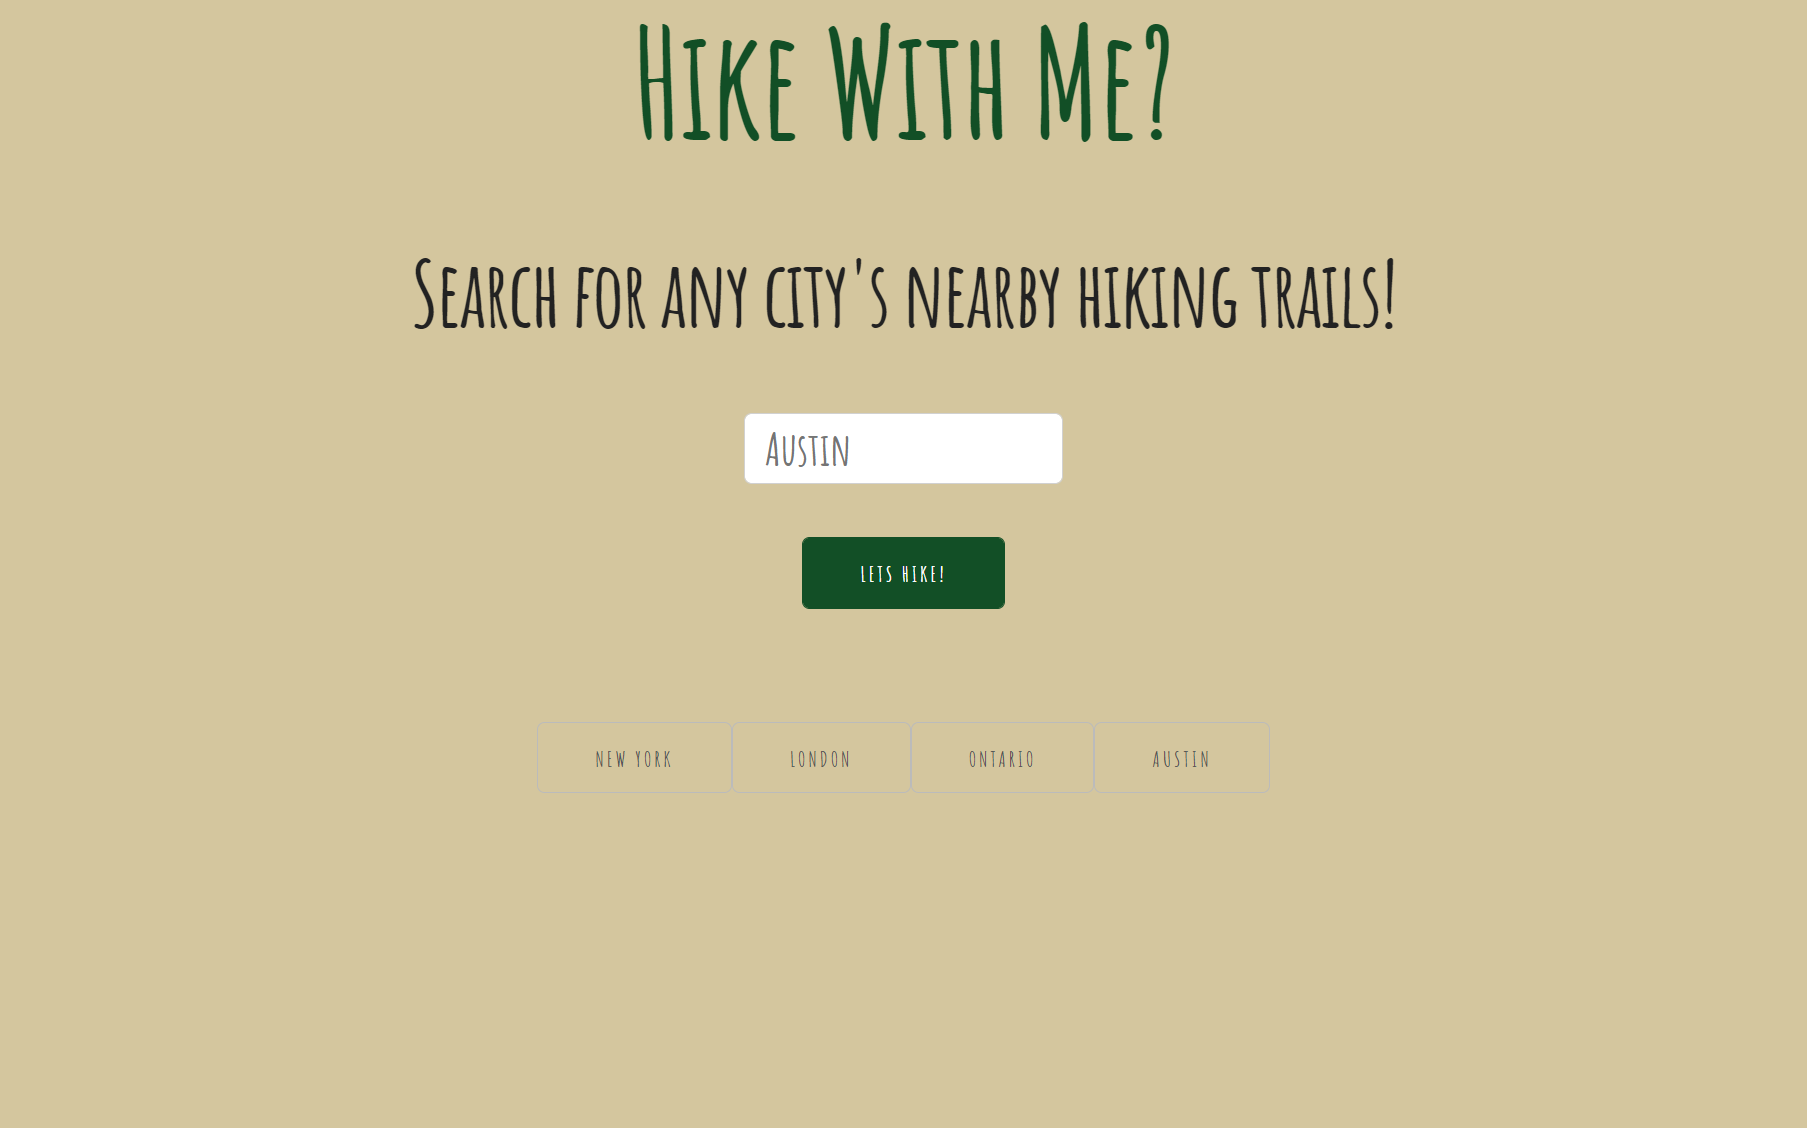 Hike With Me?
Search for any city's nearby hiking trails!
Austin
LETS HIKE!
NEW YORK LONDON ONTARIO AUSTIN